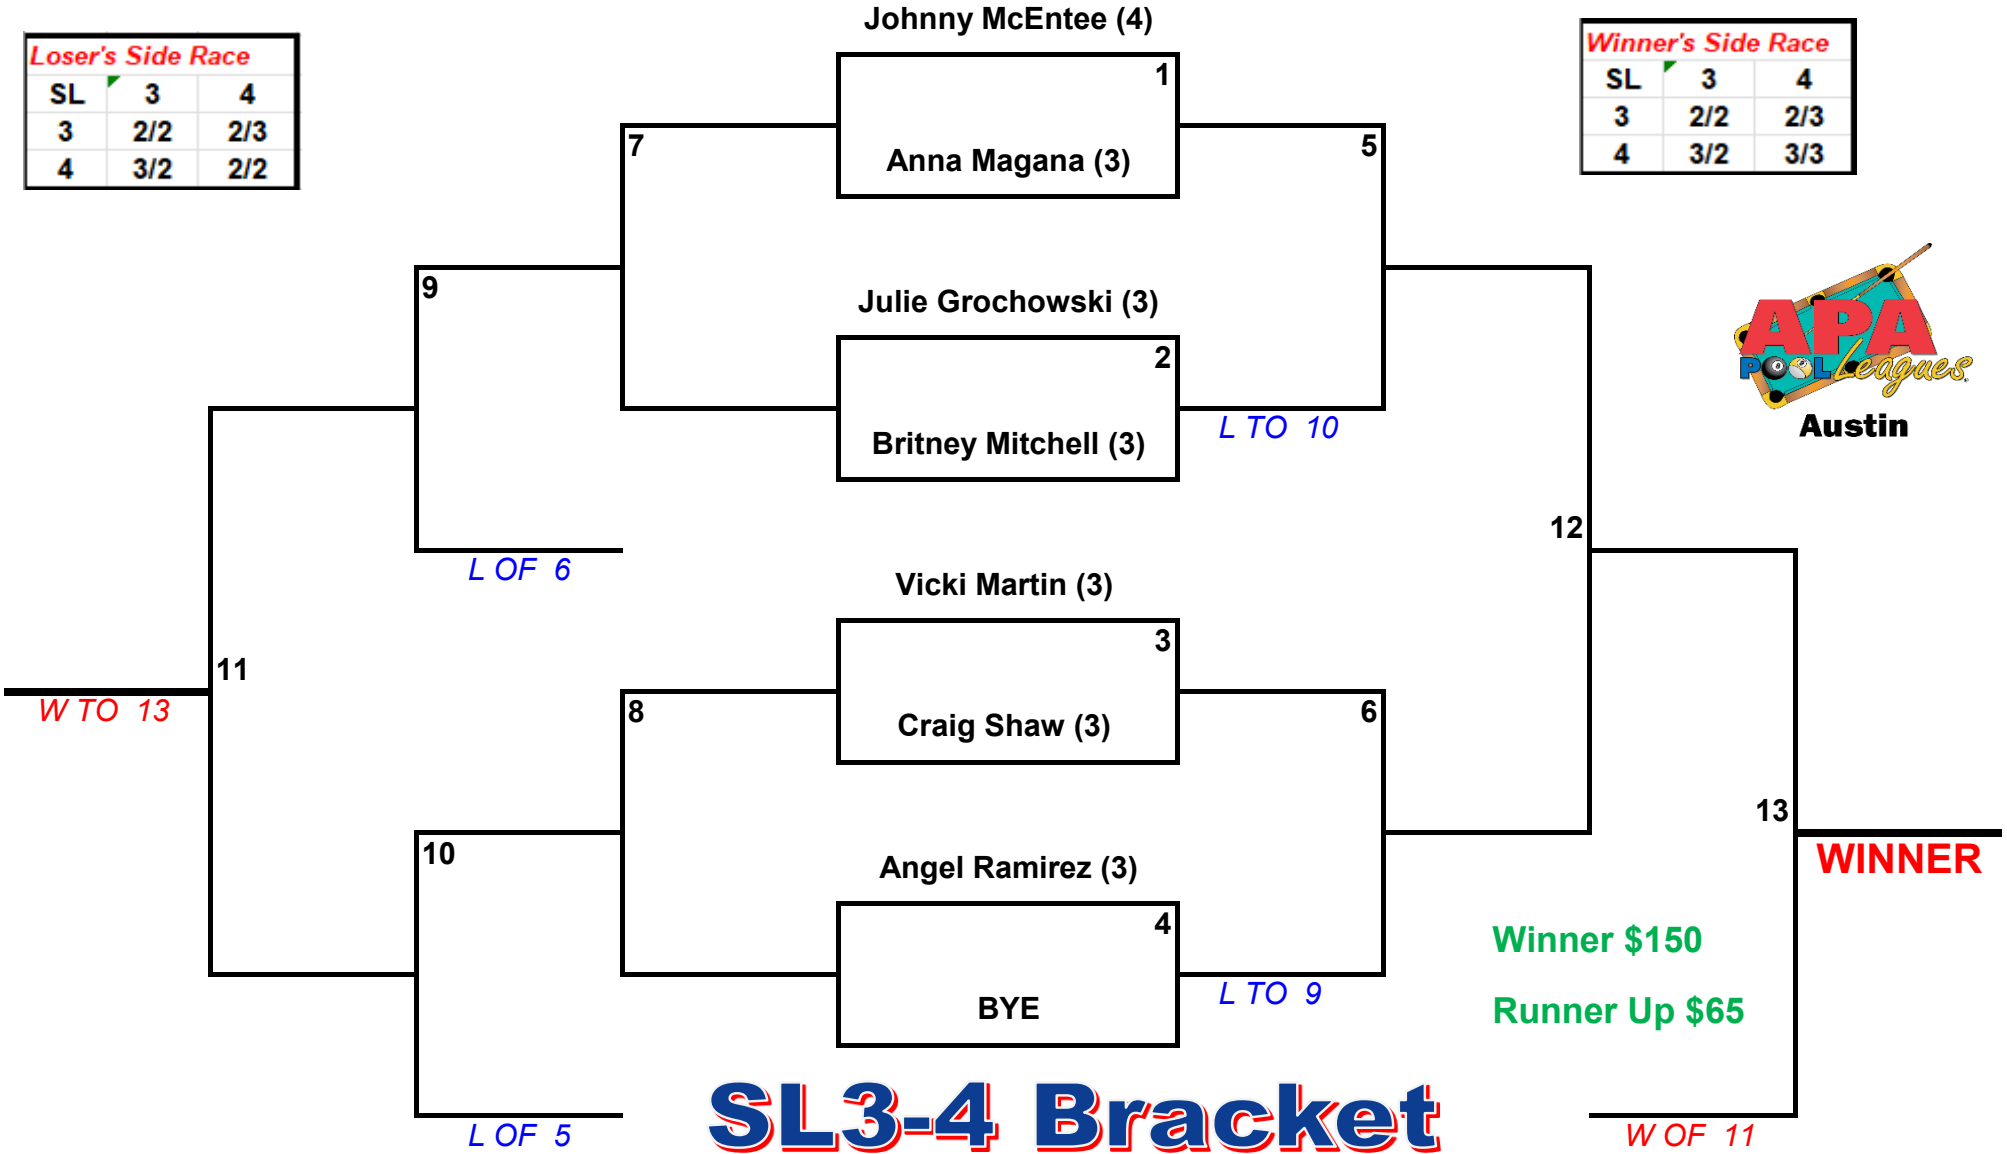 Johnny McEntee (4)
Loser's Side Race
SL 3 4
3 2/2 2/3
4 3/2 2/2
Winner's Side Race
SL 3 4
3 2/2 2/3
4 3/2 3/3
1
7
5
Anna Magana (3)
9
Julie Grochowski (3)
2
L TO 10
Britney Mitchell (3)
APA
POOL Leagues
Austin
12
L OF 6
Vicki Martin (3)
3
11
W TO 13
8
6
Craig Shaw (3)
13
10
WINNER
Angel Ramirez (3)
4
Winner $150
L TO 9
BYE
Runner Up $65
SL3-4 Bracket
L OF 5
W OF 11